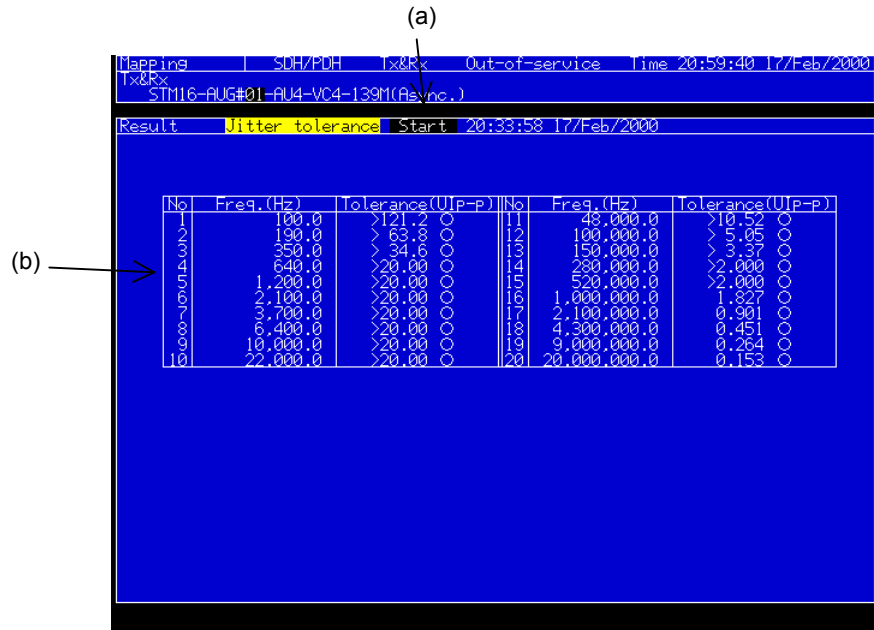 (a)
Mapping SDH/PDH Tx&Rx Out-of-service Time 20:59:40 17/Feb/2000
Tx&Rx
STM16-AUG#01-AU4-VC4-139M(Async.)
Result Jitter tolerance Start 20:33:58 17/Feb/2000
No Freq.(Hz) Tolerance(UIp-p) No Freq.(Hz) Tolerance(UIp-p)
1 100.0 >121.2 ○ 11 48,000.0 >10.52 ○
2 190.0 > 63.8 ○ 12 100,000.0 > 5.05 ○
3 350.0 > 34.6 ○ 13 150,000.0 > 3.37 ○
(b)
4 640.0 >20.00 ○ 14 280,000.0 >2.000 ○
5 1,200.0 >20.00 ○ 15 520,000.0 >2.000 ○
6 2,100.0 >20.00 ○ 16 1,000,000.0 1.827 ○
7 3,700.0 >20.00 ○ 17 2,100,000.0 0.901 ○
8 6,400.0 >20.00 ○ 18 4,300,000.0 0.451 ○
9 10,000.0 >20.00 ○ 19 9,000,000.0 0.264 ○
10 22,000.0 >20.00 ○ 20 20,000,000.0 0.153 ○